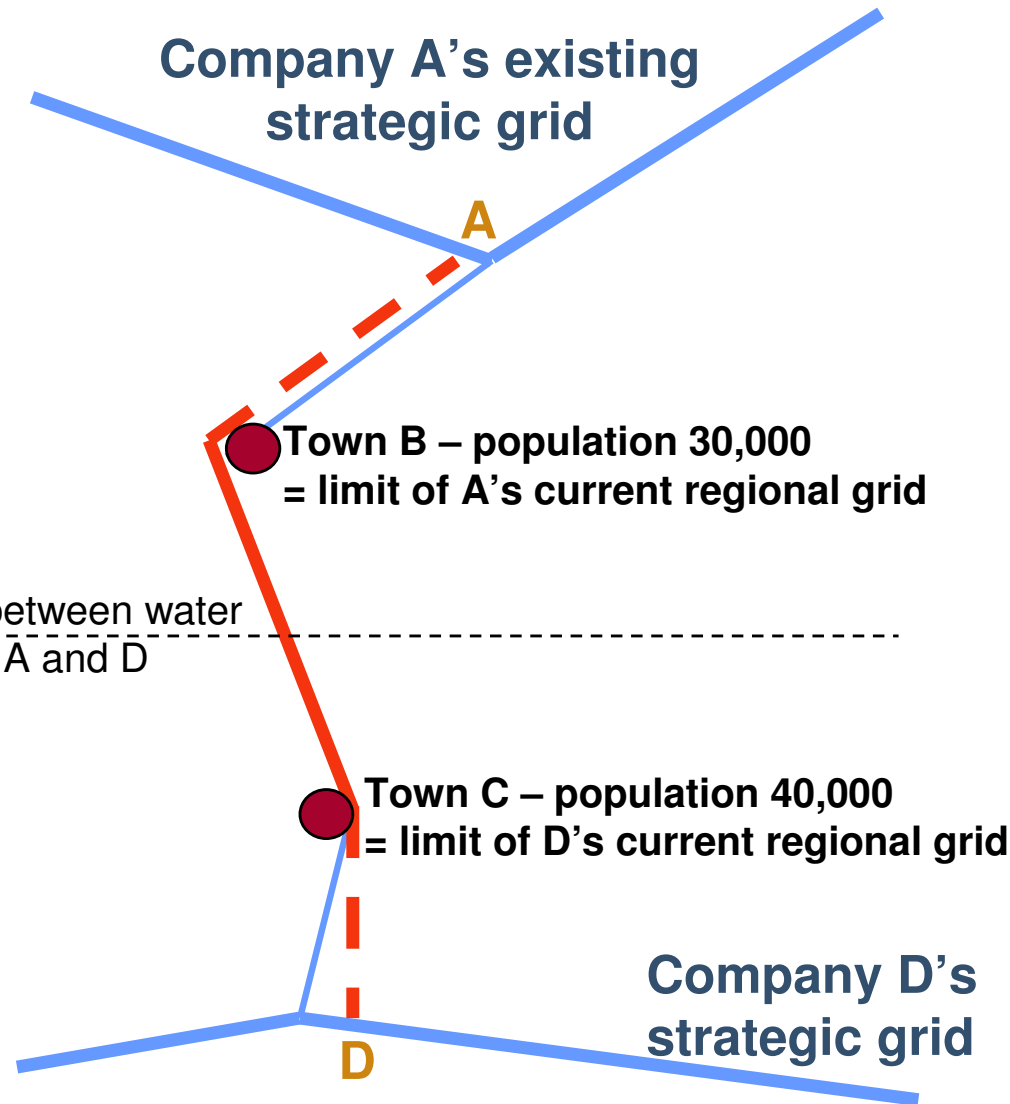 Company A’s existing
strategic grid
A
Town B – population 30,000
= limit of A’s current regional grid
between water
A and D
Town C – population 40,000
= limit of D’s current regional grid
Company D’s
strategic grid
D